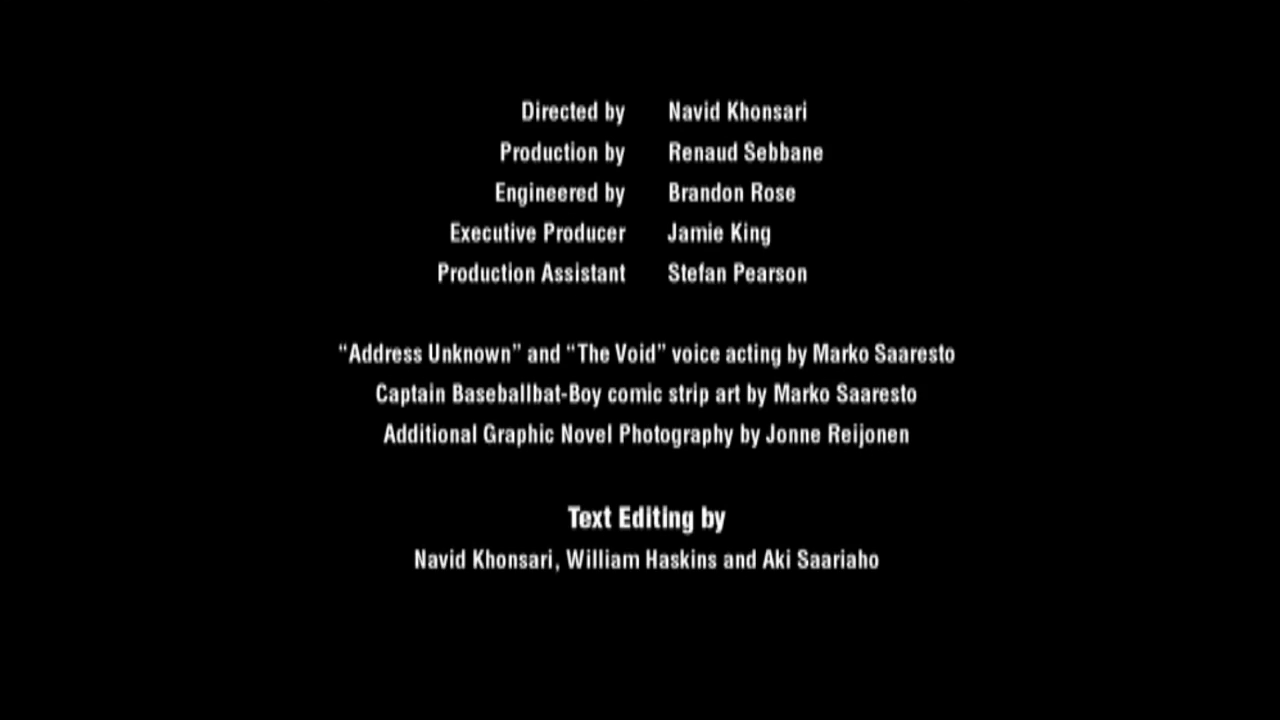 Directed by Navid Khonsari
Production by Renaud Sebbane
Engineered by Brandon Rose
Executive Producer Jamie King
Production Assistant Stefan Pearson
“Address Unknown” and “The Void” voice acting by Marko Saaresto
Captain Baseballbat-Boy comic strip art by Marko Saaresto
Additional Graphic Novel Photography by Jonne Reijonen
Text Editing by
Navid Khonsari, William Haskins and Aki Saariaho